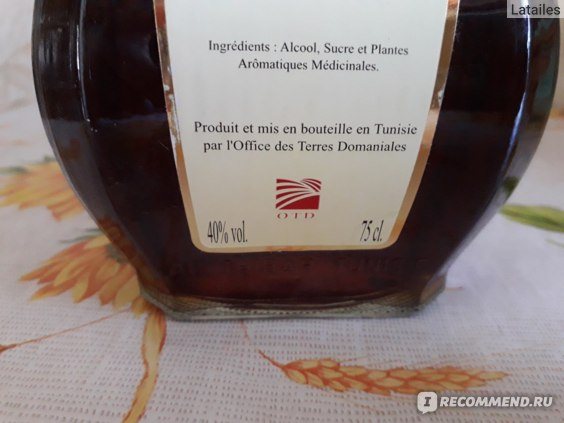 Latailes
Ingrédients : Alcool, Sucre et Plantes
Arômatiques Médicinales.
Produit et mis en bouteille en Tunisie
par l'Office des Terres Domaniales
OTD
40% vol.
75 cl.
IRECOMMEND.RU